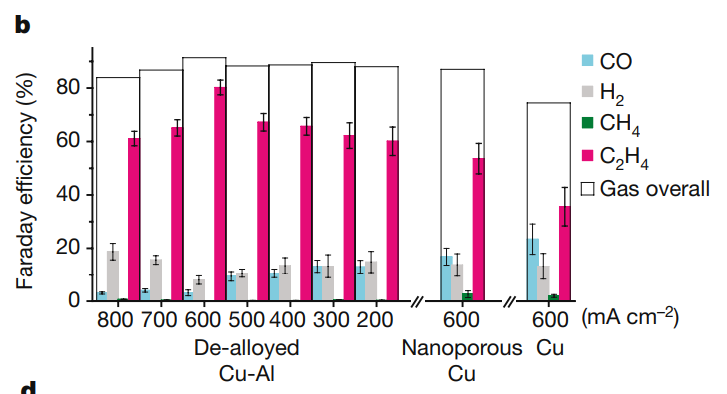 b
Faraday efficiency (%)
80
60
40
20
0
CO
H₂
CH₄
C₂H₄
Gas overall
800 700 600 500 400 300 200 600 600 (mA cm⁻²)
De-alloyed Nanoporous Cu
Cu-Al Cu
d